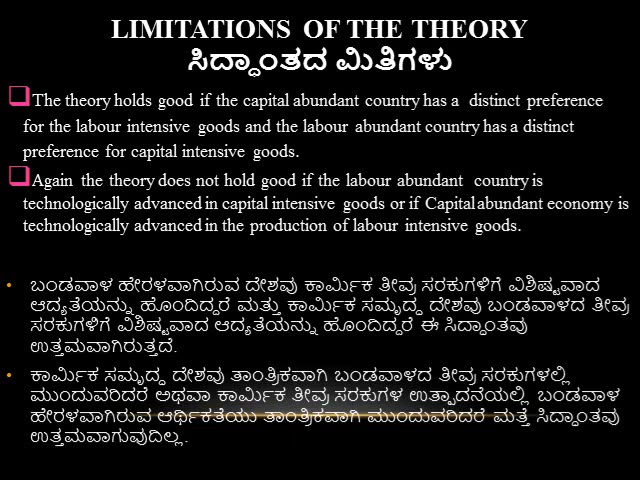 LIMITATIONS OF THE THEORY
ಸಿದ್ಧಾಂತದ ಮಿತಿಗಳು
The theory holds good if the capital abundant country has a distinct preference
for the labour intensive goods and the labour abundant country has a distinct
preference for capital intensive goods.
Again the theory does not hold good if the labour abundant country is
technologically advanced in capital intensive goods or if Capital abundant economy is
technologically advanced in the production of labour intensive goods.
• ಬಂಡವಾಳ ಹೇರಳವಾಗಿರುವ ದೇಶವು ಕಾರ್ಮಿಕ ತೀವ್ರ ಸರಕುಗಳಿಗೆ ವಿಶಿಷ್ಟವಾದ
ಆದ್ಯತೆಯನ್ನು ಹೊಂದಿದ್ದರೆ ಮತ್ತು ಕಾರ್ಮಿಕ ಸಮೃದ್ಧ ದೇಶವು ಬಂಡವಾಳದ ತೀವ್ರ
ಸರಕುಗಳಿಗೆ ವಿಶಿಷ್ಟವಾದ ಆದ್ಯತೆಯನ್ನು ಹೊಂದಿದ್ದರೆ ಈ ಸಿದ್ಧಾಂತವು
ಉತ್ತಮವಾಗಿರುತ್ತದೆ.
• ಕಾರ್ಮಿಕ ಸಮೃದ್ಧ ದೇಶವು ತಾಂತ್ರಿಕವಾಗಿ ಬಂಡವಾಳದ ತೀವ್ರ ಸರಕುಗಳಲ್ಲಿ
ಮುಂದುವರಿದರೆ ಅಥವಾ ಕಾರ್ಮಿಕ ತೀವ್ರ ಸರಕುಗಳ ಉತ್ಪಾದನೆಯಲ್ಲಿ ಬಂಡವಾಳ
ಹೇರಳವಾಗಿರುವ ಆರ್ಥಿಕತೆಯು ತಾಂತ್ರಿಕವಾಗಿ ಮುಂದುವರಿದರೆ ಮತ್ತೆ ಸಿದ್ಧಾಂತವು
ಉತ್ತಮವಾಗುವುದಿಲ್ಲ.